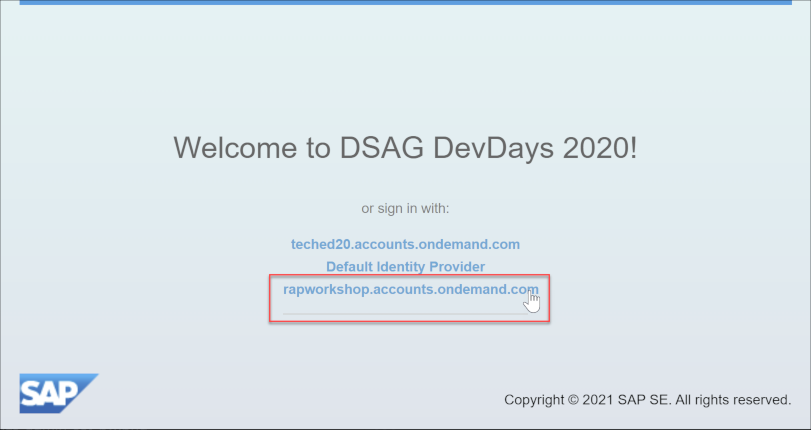 Welcome to DSAG DevDays 2020!
or sign in with:
teched20.accounts.ondemand.com
Default Identity Provider
rapworkshop.accounts.ondemand.com
SAP
Copyright © 2021 SAP SE. All rights reserved.